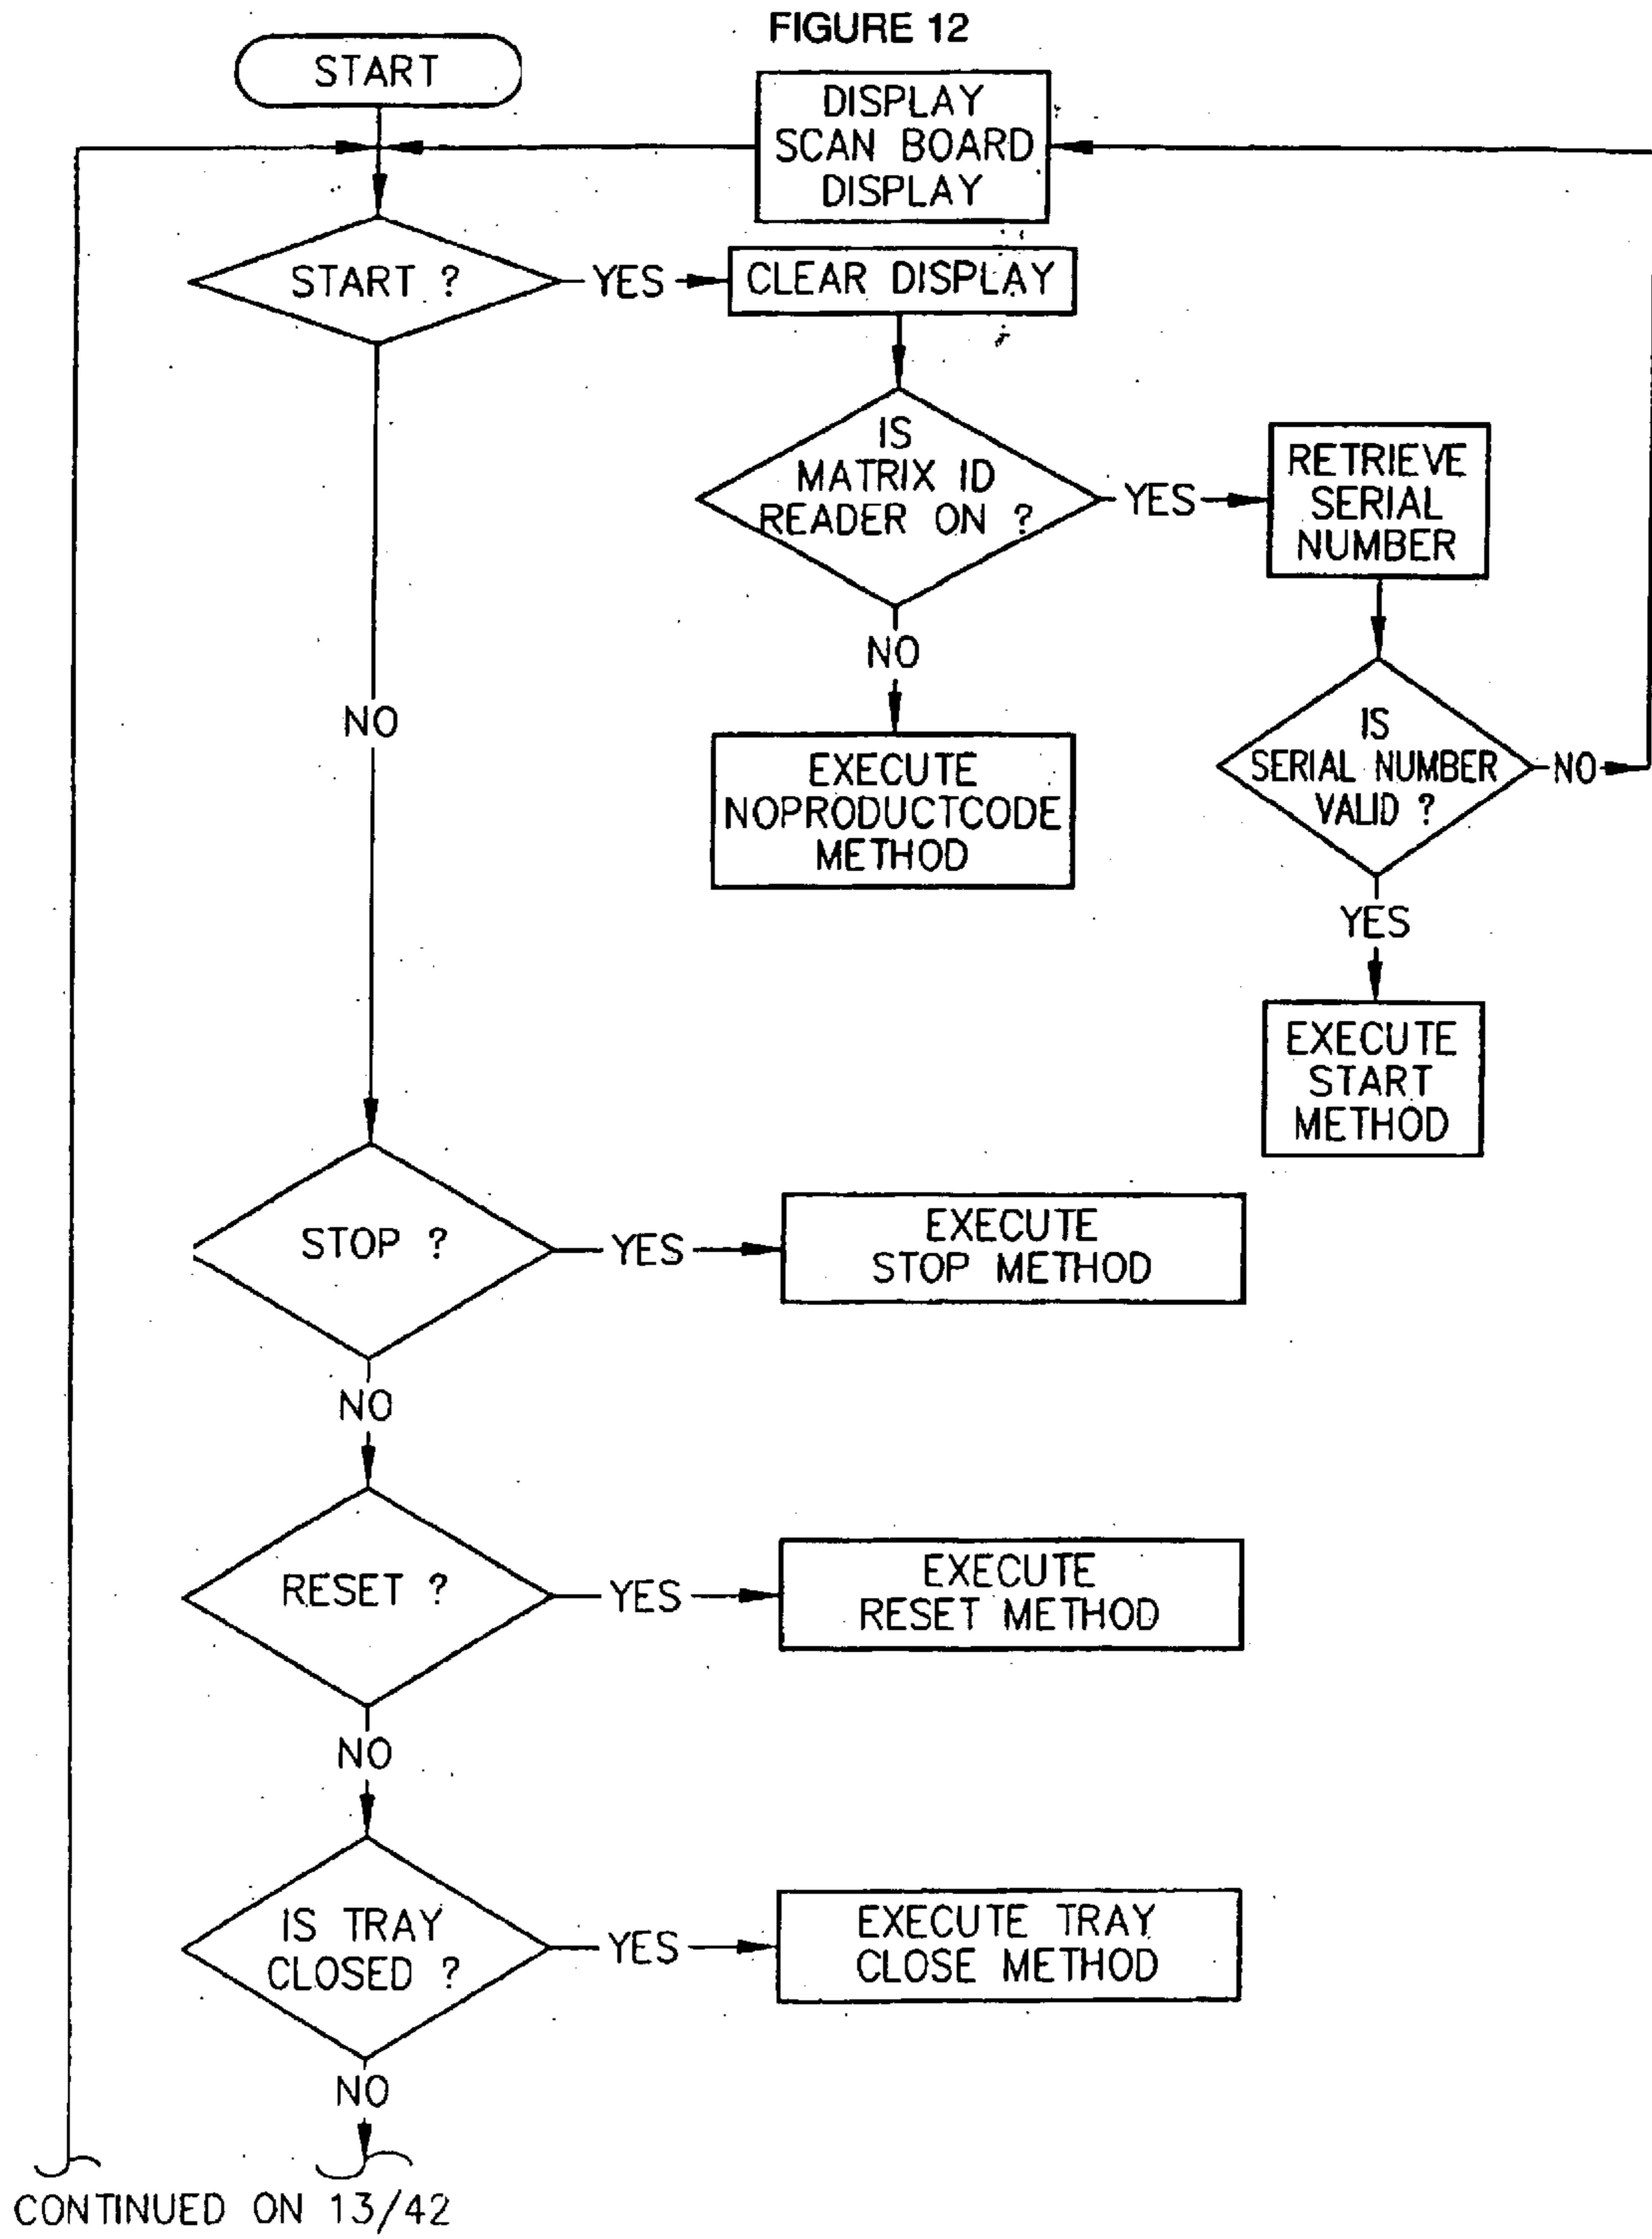 FIGURE 12
START
DISPLAY
SCAN BOARD
DISPLAY
START ?
YES
CLEAR DISPLAY
IS
MATRIX ID
READER ON ?
YES
RETRIEVE
SERIAL
NUMBER
NO
NO
IS
SERIAL NUMBER
VALID ?
NO
EXECUTE
NOPRODUCTCODE
METHOD
YES
EXECUTE
START
METHOD
STOP ?
YES
EXECUTE
STOP METHOD
NO
RESET ?
YES
EXECUTE
RESET METHOD
NO
IS TRAY
CLOSED ?
YES
EXECUTE TRAY
CLOSE METHOD
NO
CONTINUED ON 13/42